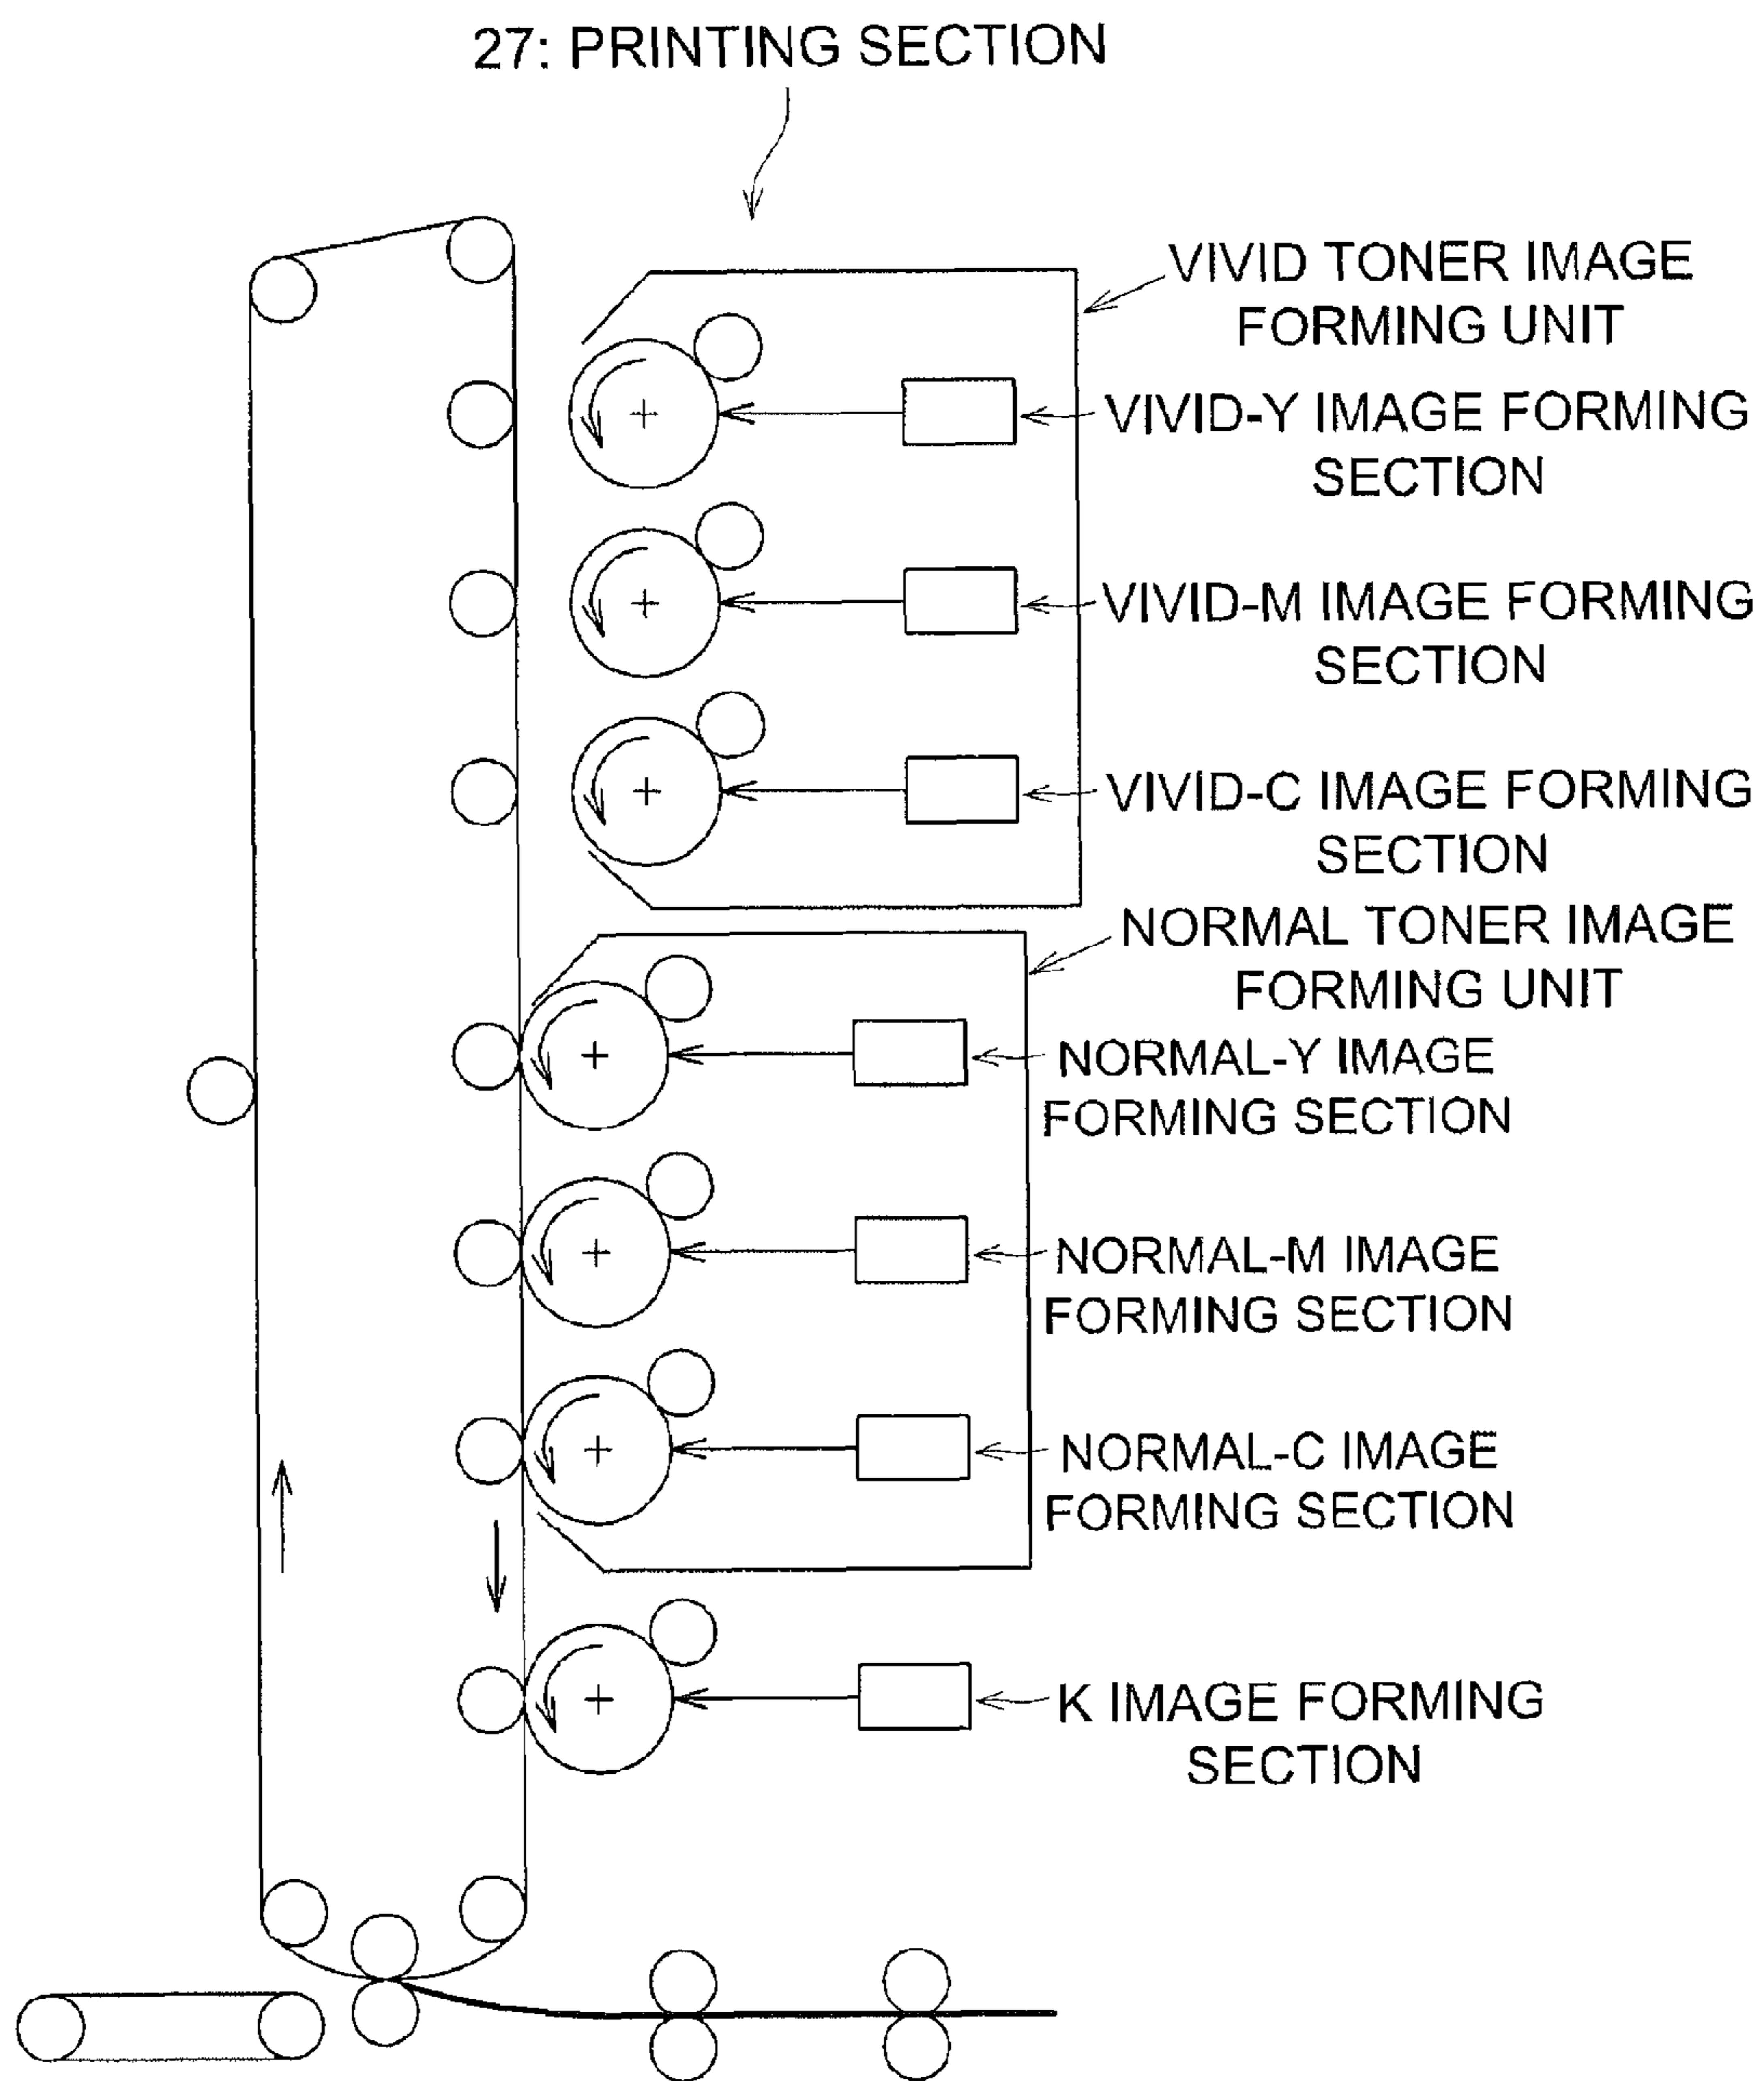 27: PRINTING SECTION
VIVID TONER IMAGE
FORMING UNIT
VIVID-Y IMAGE FORMING
SECTION
VIVID-M IMAGE FORMING
SECTION
VIVID-C IMAGE FORMING
SECTION
NORMAL TONER IMAGE
FORMING UNIT
NORMAL-Y IMAGE
FORMING SECTION
NORMAL-M IMAGE
FORMING SECTION
NORMAL-C IMAGE
FORMING SECTION
K IMAGE FORMING
SECTION